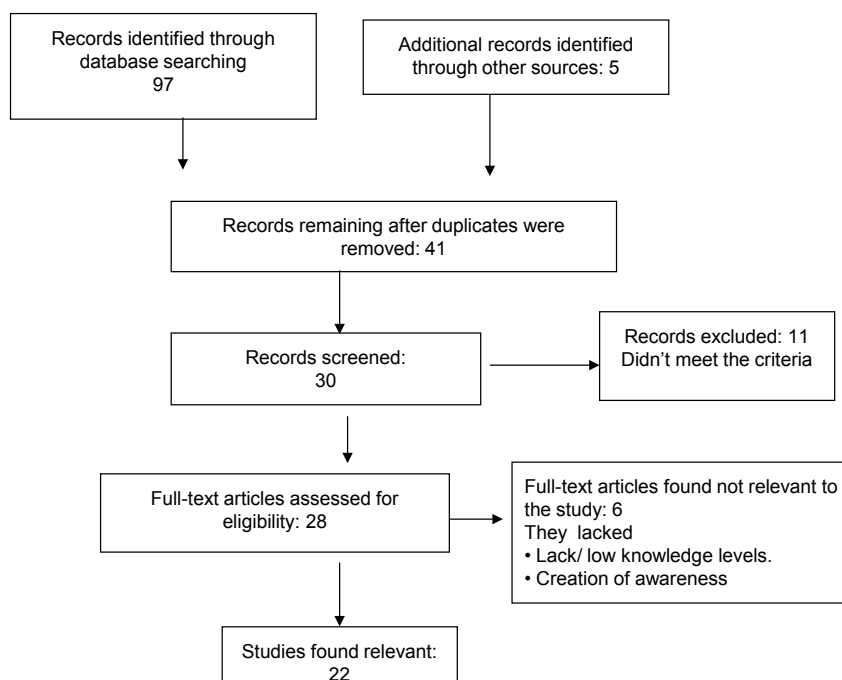 Records identified through
database searching
97
Additional records identified
through other sources: 5
Records remaining after duplicates were
removed: 41
Records screened:
30
Records excluded: 11
Didn’t meet the criteria
Full-text articles assessed for
eligibility: 28
Full-text articles found not relevant to
the study: 6
They lacked
• Lack/ low knowledge levels.
• Creation of awareness
Studies found relevant:
22